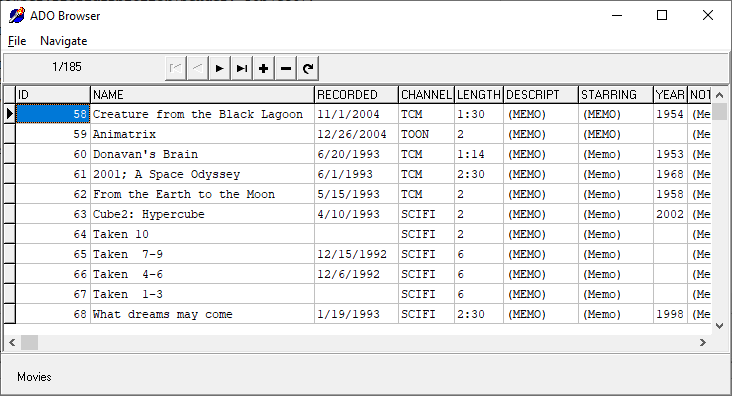 ADO Browser
File Navigate
1/185
ID NAME RECORDED CHANNEL LENGTH DESCRIPT STARRING YEAR NOT
58 Creature from the Black Lagoon 11/1/2004 TCM 1:30 (MEMO) (MEMO) 1954 (Me
59 Animatrix 12/26/2004 TOON 2 (MEMO) (MEMO) (Me
60 Donavan's Brain 6/20/1993 TCM 1:14 (MEMO) (Memo) 1953 (Me
61 2001; A Space Odyssey 6/1/1993 TCM 2:30 (MEMO) (Memo) 1968 (Me
62 From the Earth to the Moon 5/15/1993 TCM 2 (MEMO) (Memo) 1958 (Me
63 Cube2: Hypercube 4/10/1993 SCIFI 2 (MEMO) (Memo) 2002 (Me
64 Taken 10 SCIFI 2 (MEMO) (Memo) (Me
65 Taken 7-9 12/15/1992 SCIFI 6 (MEMO) (Memo) (Me
66 Taken 4-6 12/6/1992 SCIFI 6 (MEMO) (Memo) (Me
67 Taken 1-3 SCIFI 6 (MEMO) (Memo) (Me
68 What dreams may come 1/19/1993 SCIFI 2:30 (MEMO) (Memo) 1998 (Me
Movies